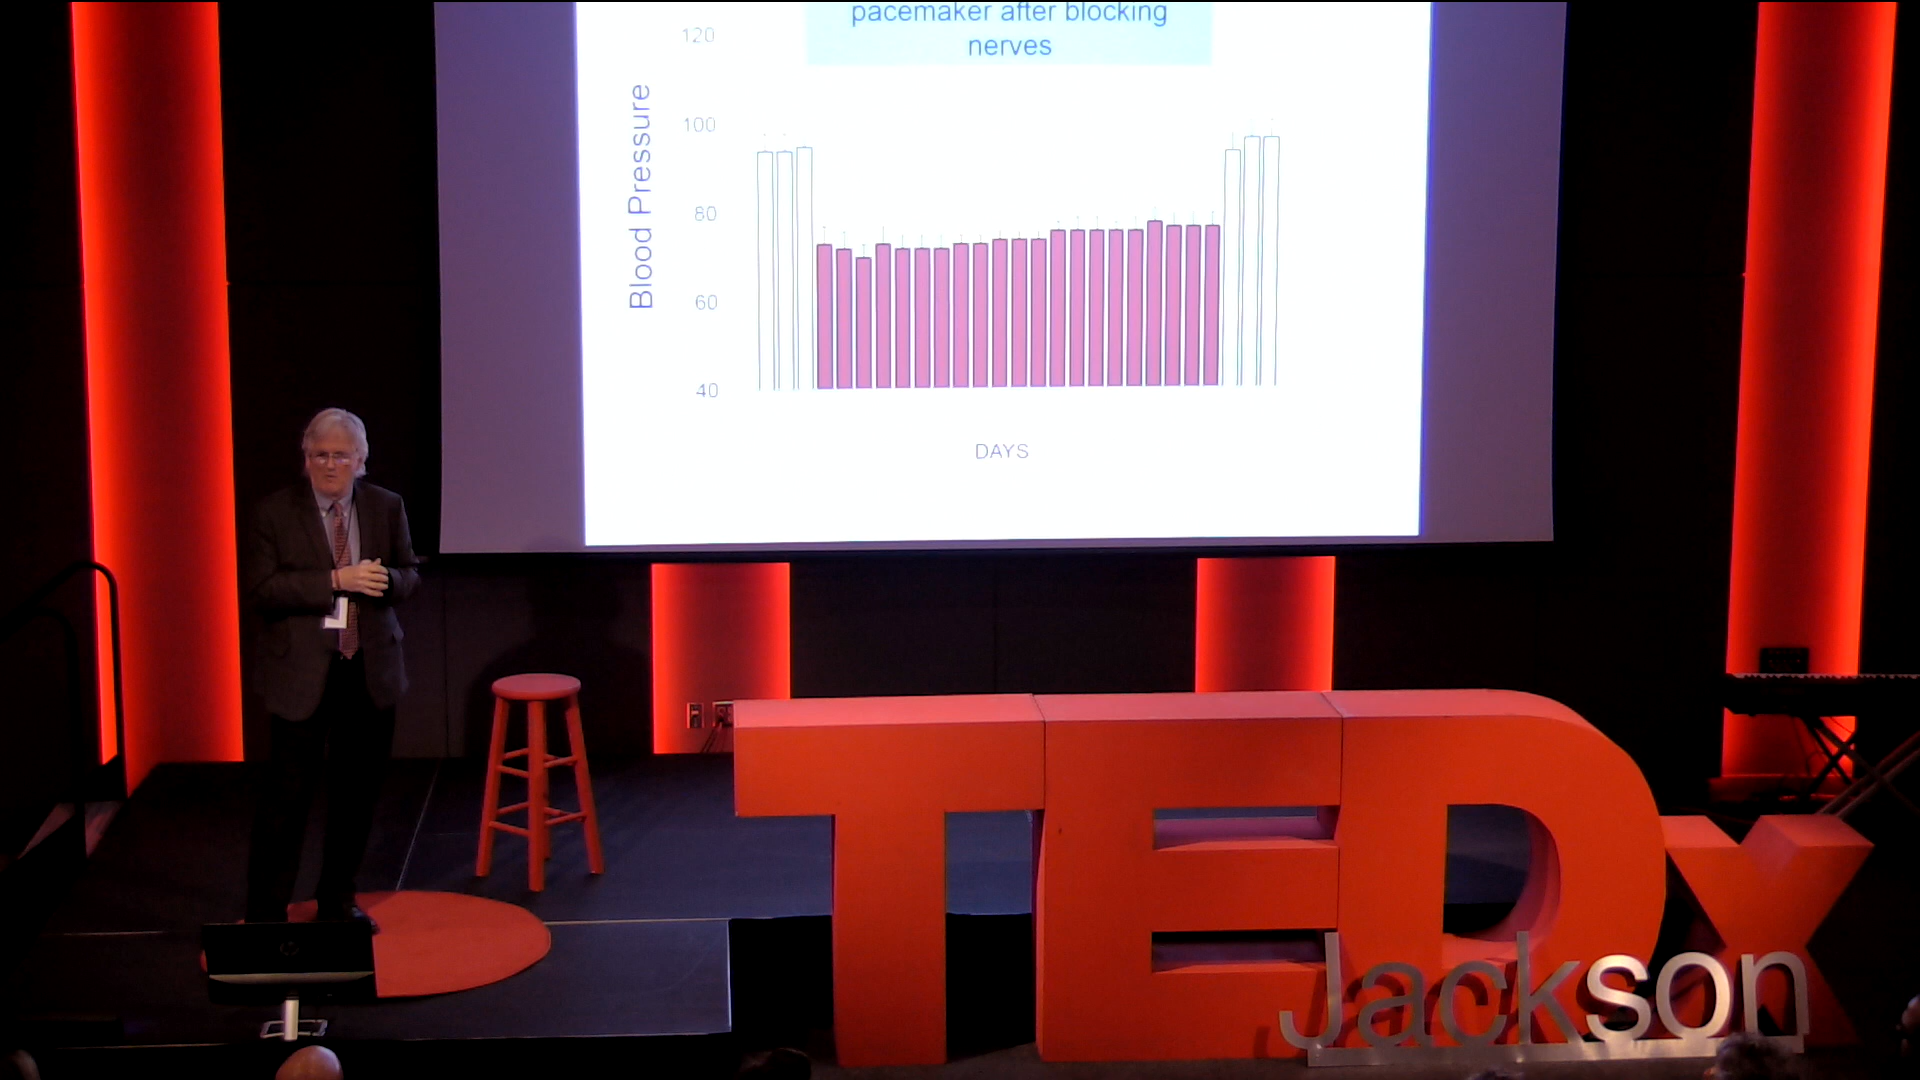 pacemaker after blocking
nerves
120
100
80
60
40
Blood Pressure
DAYS
TEDx
Jackson